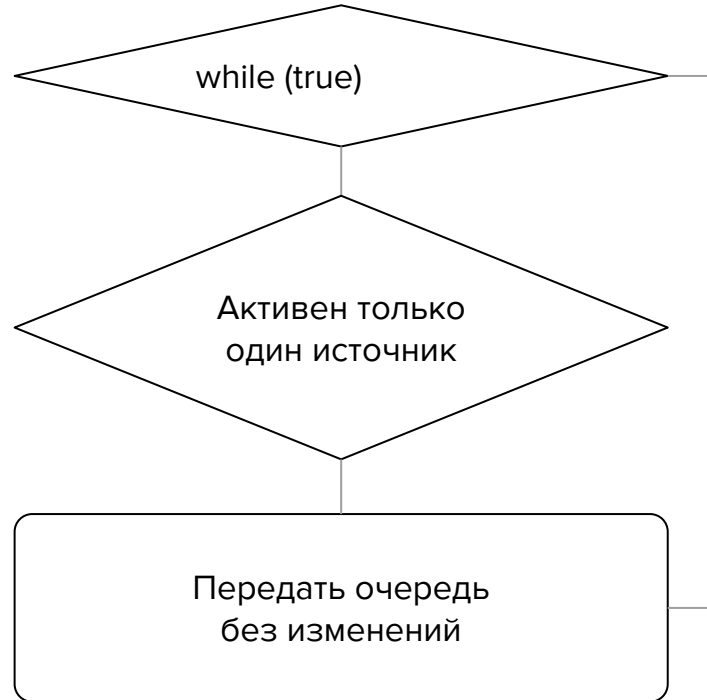 while (true)
Активен только
один источник
Передать очередь
без изменений